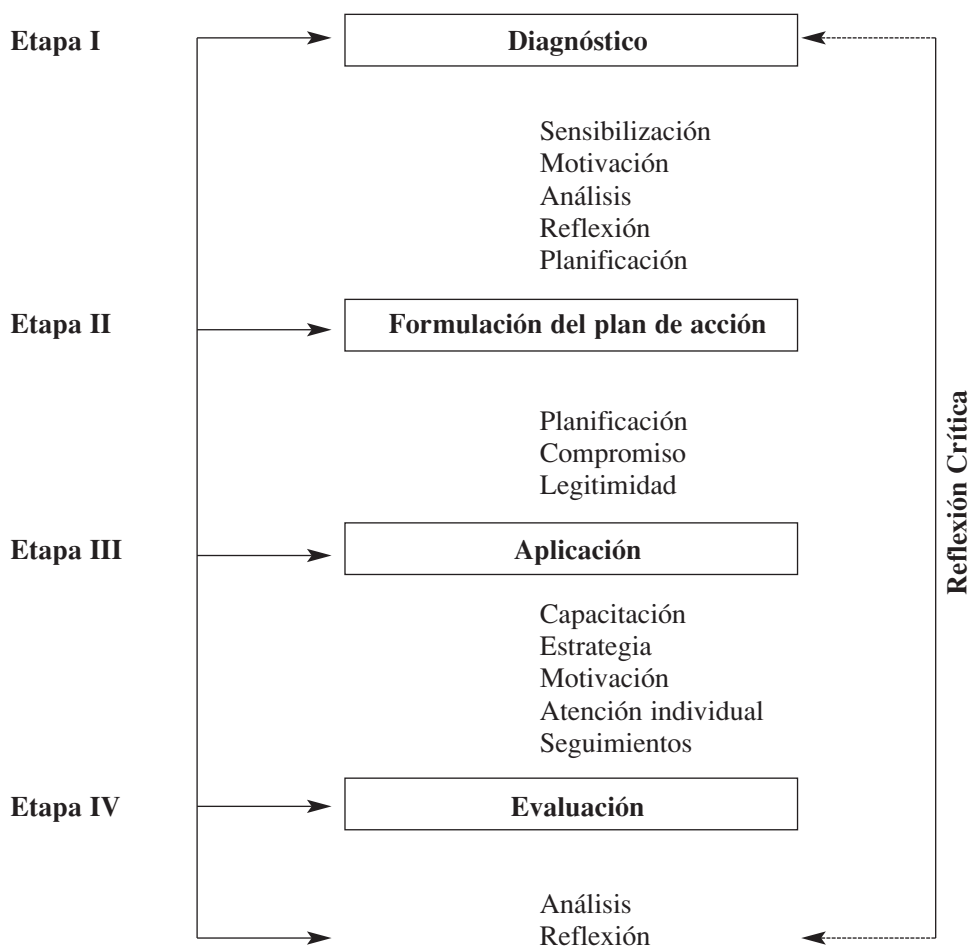 Etapa I
Diagnóstico
Sensibilización
Motivación
Análisis
Reflexión
Planificación
Etapa II
Formulación del plan de acción
Planificación
Compromiso
Legitimidad
Etapa III
Aplicación
Capacitación
Estrategia
Motivación
Atención individual
Seguimientos
Etapa IV
Evaluación
Análisis
Reflexión
Reflexión Crítica